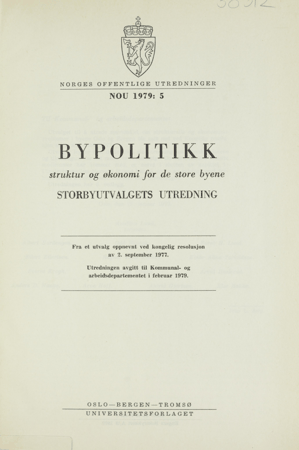 NORGES OFFENTLIGE UTREDNINGER
NOU 1979: 5
BYPOLITIKK
struktur og økonomi for de store byene
STORBYUTVALGETS UTREDNING
Fra et utvalg oppnevnt ved kongelig resolusjon
av 2. september 1977.
Utredningen avgitt til Kommunal- og
arbeidsdepartementet i februar 1979.
OSLO—BERGEN—TROMSØ
UNIVERSITETSFORLAGET